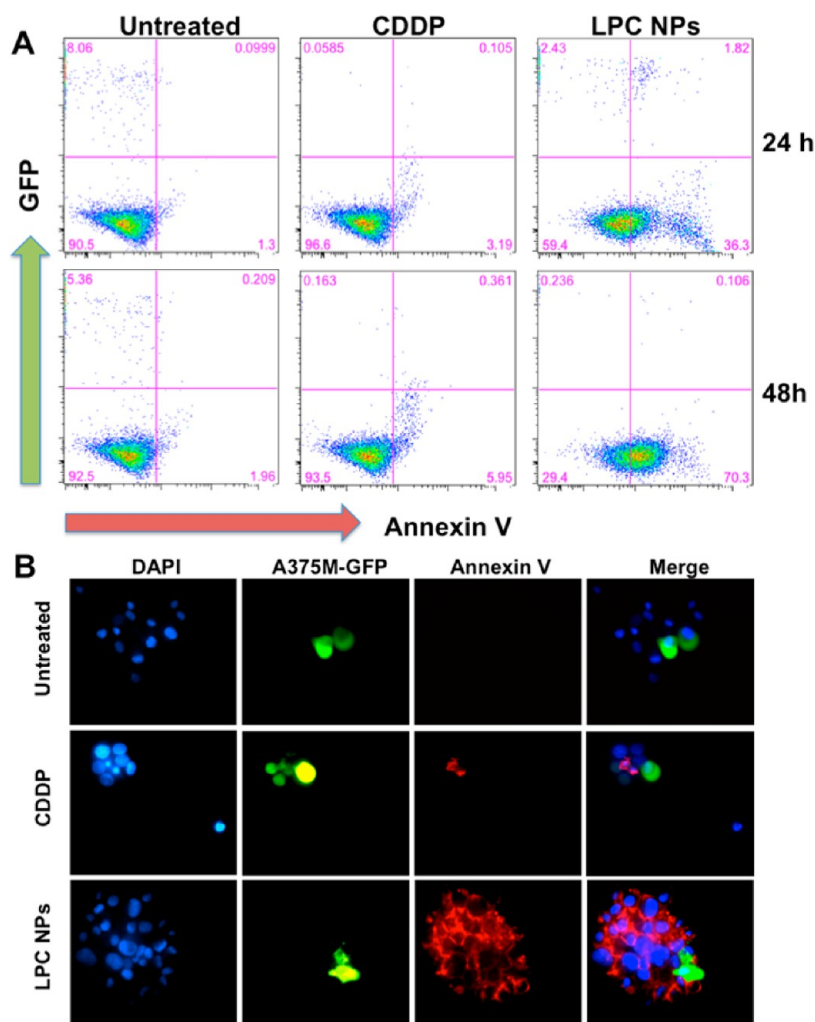 Untreated CDDP LPC NPs
A
8.06 0.0999 0.0585 0.105 2.43 1.82
24 h
GFP
90.5 1.3 96.6 3.19 59.4 36.3
5.36 0.209 0.163 0.361 0.236 0.106
48h
92.5 1.96 93.5 5.95 29.4 70.3
Annexin V
B
DAPI A375M-GFP Annexin V Merge
Untreated
CDDP
LPC NPs